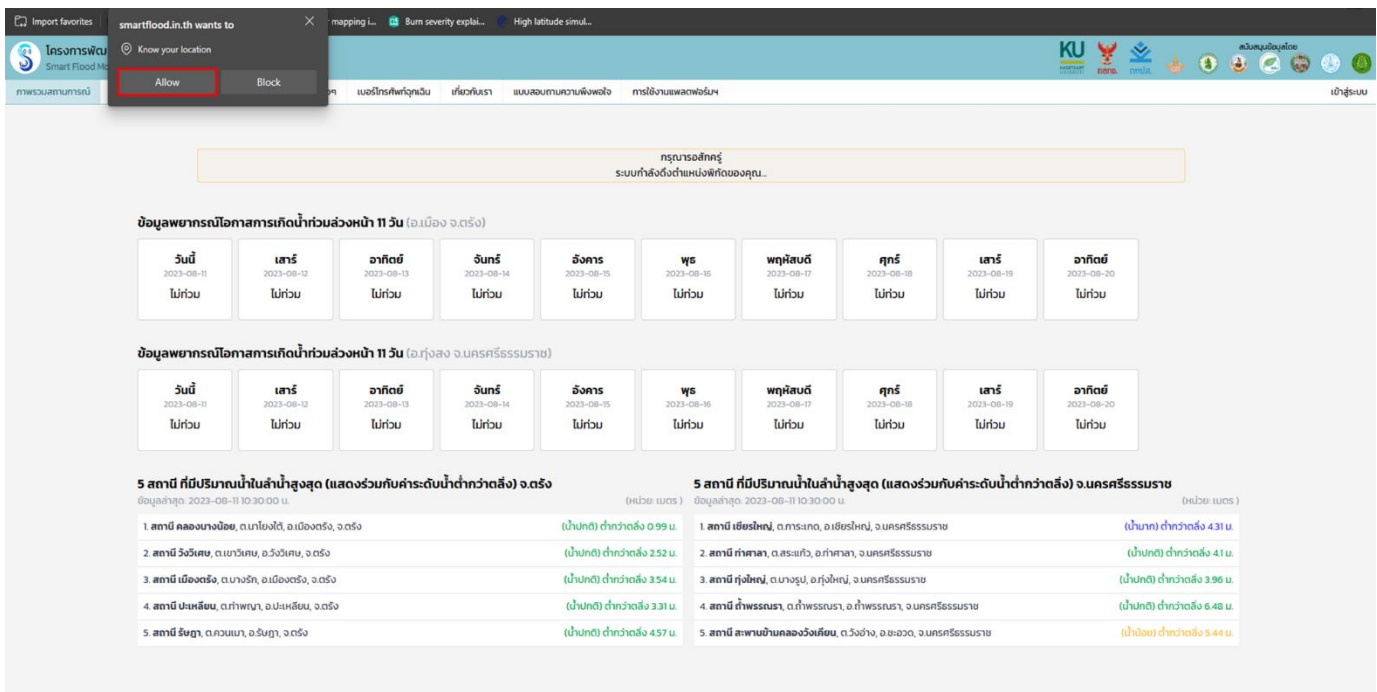 Import favorites
mapping i...
Burn severity explai...
High latitude simul...
smartflood.in.th wants to
Know your location
Allow
Block
โครงการพัฒ
Smart Flood Mo
KU
สนับสนุนข้อมูลโดย
ภาพรวมสถานการณ์
เบอร์โทรศัพท์ฉุกเฉิน
เกี่ยวกับเรา
แบบสอบถามความพึงพอใจ
การใช้งานแพลตฟอร์มฯ
เข้าสู่ระบบ
กรุณารอสักครู่
ระบบกำลังดึงตำแหน่งพิกัดของคุณ...
ข้อมูลพยากรณ์โอกาสการเกิดน้ำท่วมล่วงหน้า 11 วัน (อ.เมือง จ.ตรัง)
วันนี้ เสาร์ อาทิตย์ จันทร์ อังคาร พุธ พฤหัสบดี ศุกร์ เสาร์ อาทิตย์
2023-08-11 2023-08-12 2023-08-13 2023-08-14 2023-08-15 2023-08-16 2023-08-17 2023-08-18 2023-08-19 2023-08-20
ไม่ท่วม ไม่ท่วม ไม่ท่วม ไม่ท่วม ไม่ท่วม ไม่ท่วม ไม่ท่วม ไม่ท่วม ไม่ท่วม ไม่ท่วม
ข้อมูลพยากรณ์โอกาสการเกิดน้ำท่วมล่วงหน้า 11 วัน (อ.ทุ่งสง จ.นครศรีธรรมราช)
วันนี้ เสาร์ อาทิตย์ จันทร์ อังคาร พุธ พฤหัสบดี ศุกร์ เสาร์ อาทิตย์
2023-08-11 2023-08-12 2023-08-13 2023-08-14 2023-08-15 2023-08-16 2023-08-17 2023-08-18 2023-08-19 2023-08-20
ไม่ท่วม ไม่ท่วม ไม่ท่วม ไม่ท่วม ไม่ท่วม ไม่ท่วม ไม่ท่วม ไม่ท่วม ไม่ท่วม ไม่ท่วม
5 สถานี ที่มีปริมาณน้ำในลำน้ำสูงสุด (แสดงร่วมกับค่าระดับน้ำต่ำกว่าตลิ่ง) จ.ตรัง
ข้อมูลล่าสุด: 2023-08-11 10:30:00 น. (หน่วย: เมตร )
1. สถานี คลองบางน้อย, ต.นาโยงใต้, อ.เมืองตรัง, จ.ตรัง (น้ำปกติ) ต่ำกว่าตลิ่ง 0.99 ม.
2. สถานี วังวิเศษ, ต.เขาวิเศษ, อ.วังวิเศษ, จ.ตรัง (น้ำปกติ) ต่ำกว่าตลิ่ง 2.52 ม.
3. สถานี เมืองตรัง, ต.บางรัก, อ.เมืองตรัง, จ.ตรัง (น้ำปกติ) ต่ำกว่าตลิ่ง 3.54 ม.
4. สถานี ปะเหลียน, ต.ท่าพญา, อ.ปะเหลียน, จ.ตรัง (น้ำปกติ) ต่ำกว่าตลิ่ง 3.31 ม.
5. สถานี รัษฎา, ต.ควนเมา, อ.รัษฎา, จ.ตรัง (น้ำปกติ) ต่ำกว่าตลิ่ง 4.57 ม.
5 สถานี ที่มีปริมาณน้ำในลำน้ำสูงสุด (แสดงร่วมกับค่าระดับน้ำต่ำกว่าตลิ่ง) จ.นครศรีธรรมราช
ข้อมูลล่าสุด: 2023-08-11 10:30:00 น. (หน่วย: เมตร )
1. สถานี เชียรใหญ่, ต.การะเกด, อ.เชียรใหญ่, จ.นครศรีธรรมราช (น้ำมาก) ต่ำกว่าตลิ่ง 4.31 ม.
2. สถานี ท่าศาลา, ต.สระแก้ว, อ.ท่าศาลา, จ.นครศรีธรรมราช (น้ำปกติ) ต่ำกว่าตลิ่ง 4.1 ม.
3. สถานี ทุ่งใหญ่, ต.บางรูป, อ.ทุ่งใหญ่, จ.นครศรีธรรมราช (น้ำปกติ) ต่ำกว่าตลิ่ง 3.96 ม.
4. สถานี ถ้ำพรรณรา, ต.ถ้ำพรรณรา, อ.ถ้ำพรรณรา, จ.นครศรีธรรมราช (น้ำปกติ) ต่ำกว่าตลิ่ง 6.48 ม.
5. สถานี สะพานข้ามคลองวังเคียน, ต.วังอ่าง, อ.ชะอวด, จ.นครศรีธรรมราช (น้ำน้อย) ต่ำกว่าตลิ่ง 5.44 ม.